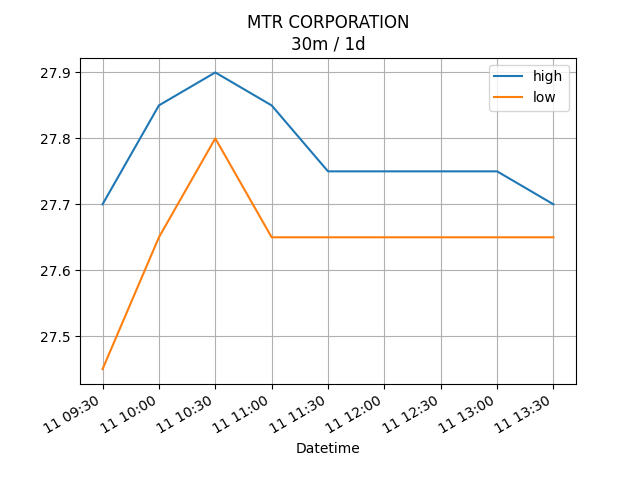 MTR CORPORATION
30m / 1d
high
low
27.9
27.8
27.7
27.6
27.5
11 09:30
11 10:00
11 10:30
11 11:00
11 11:30
11 12:00
11 12:30
11 13:00
11 13:30
Datetime